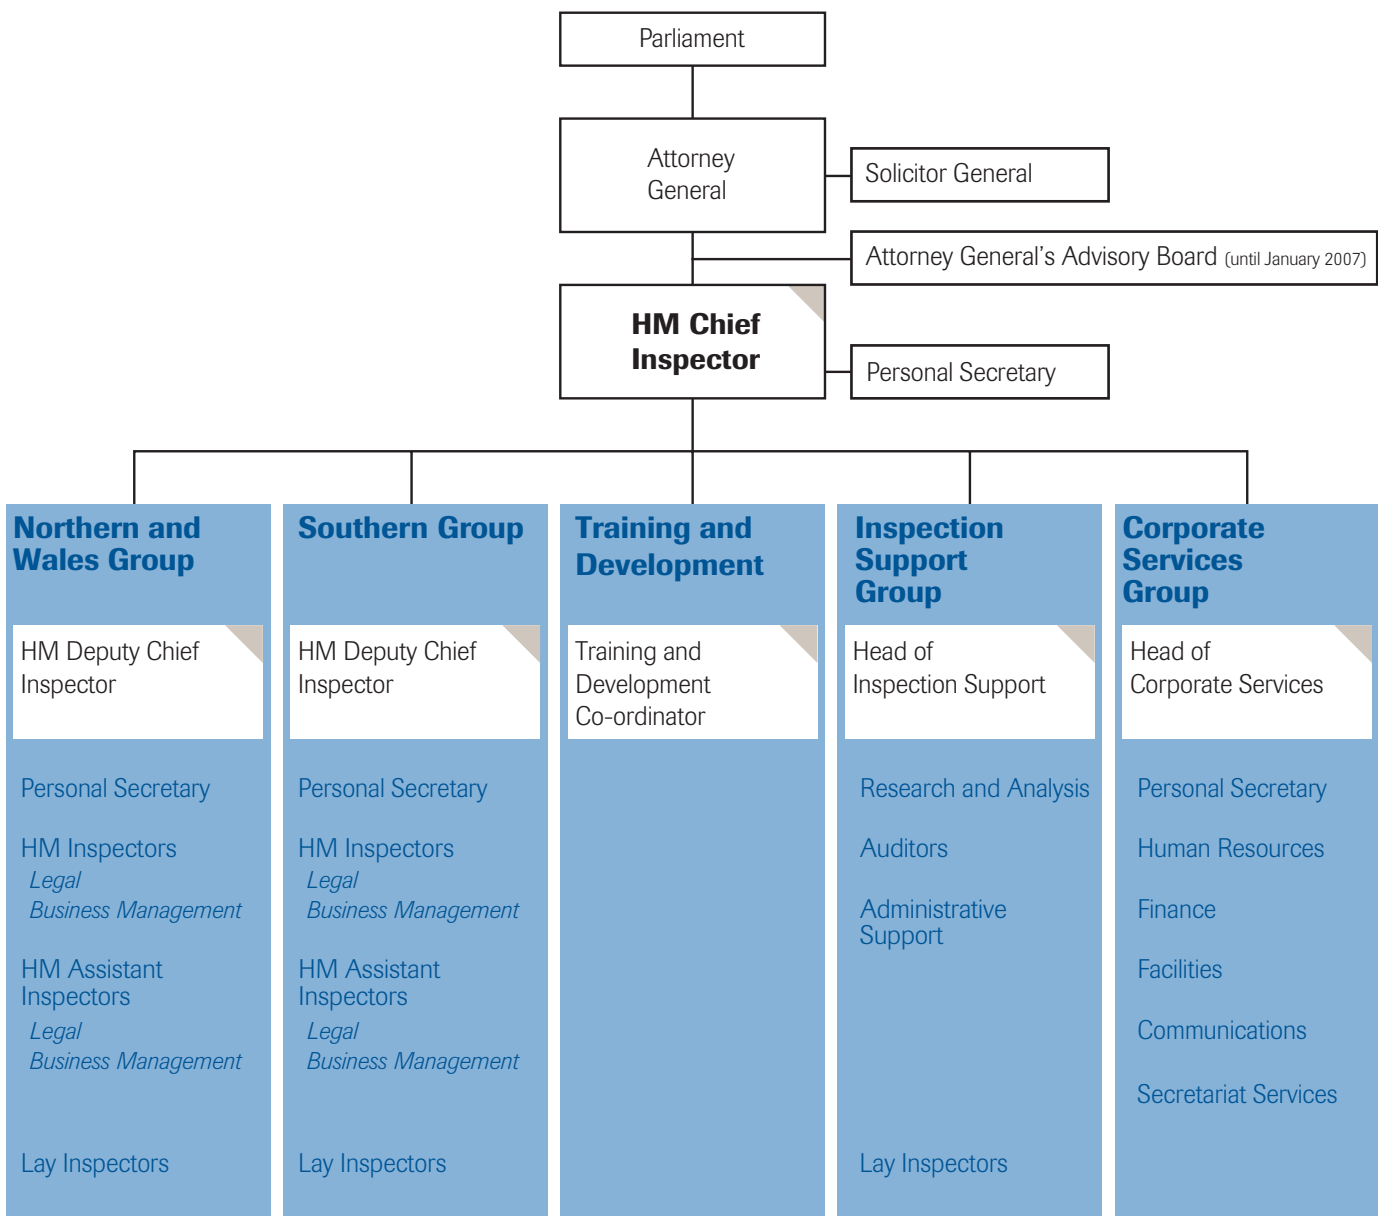 Parliament
Attorney
General
Solicitor General
Attorney General's Advisory Board (until January 2007)
HM Chief
Inspector
Personal Secretary
Northern and
Wales Group
HM Deputy Chief
Inspector
Personal Secretary
HM Inspectors
Legal
Business Management
HM Assistant
Inspectors
Legal
Business Management
Lay Inspectors
Southern Group
HM Deputy Chief
Inspector
Personal Secretary
HM Inspectors
Legal
Business Management
HM Assistant
Inspectors
Legal
Business Management
Lay Inspectors
Training and
Development
Training and
Development
Co-ordinator
Inspection
Support
Group
Head of
Inspection Support
Research and Analysis
Auditors
Administrative
Support
Lay Inspectors
Corporate
Services
Group
Head of
Corporate Services
Personal Secretary
Human Resources
Finance
Facilities
Communications
Secretariat Services